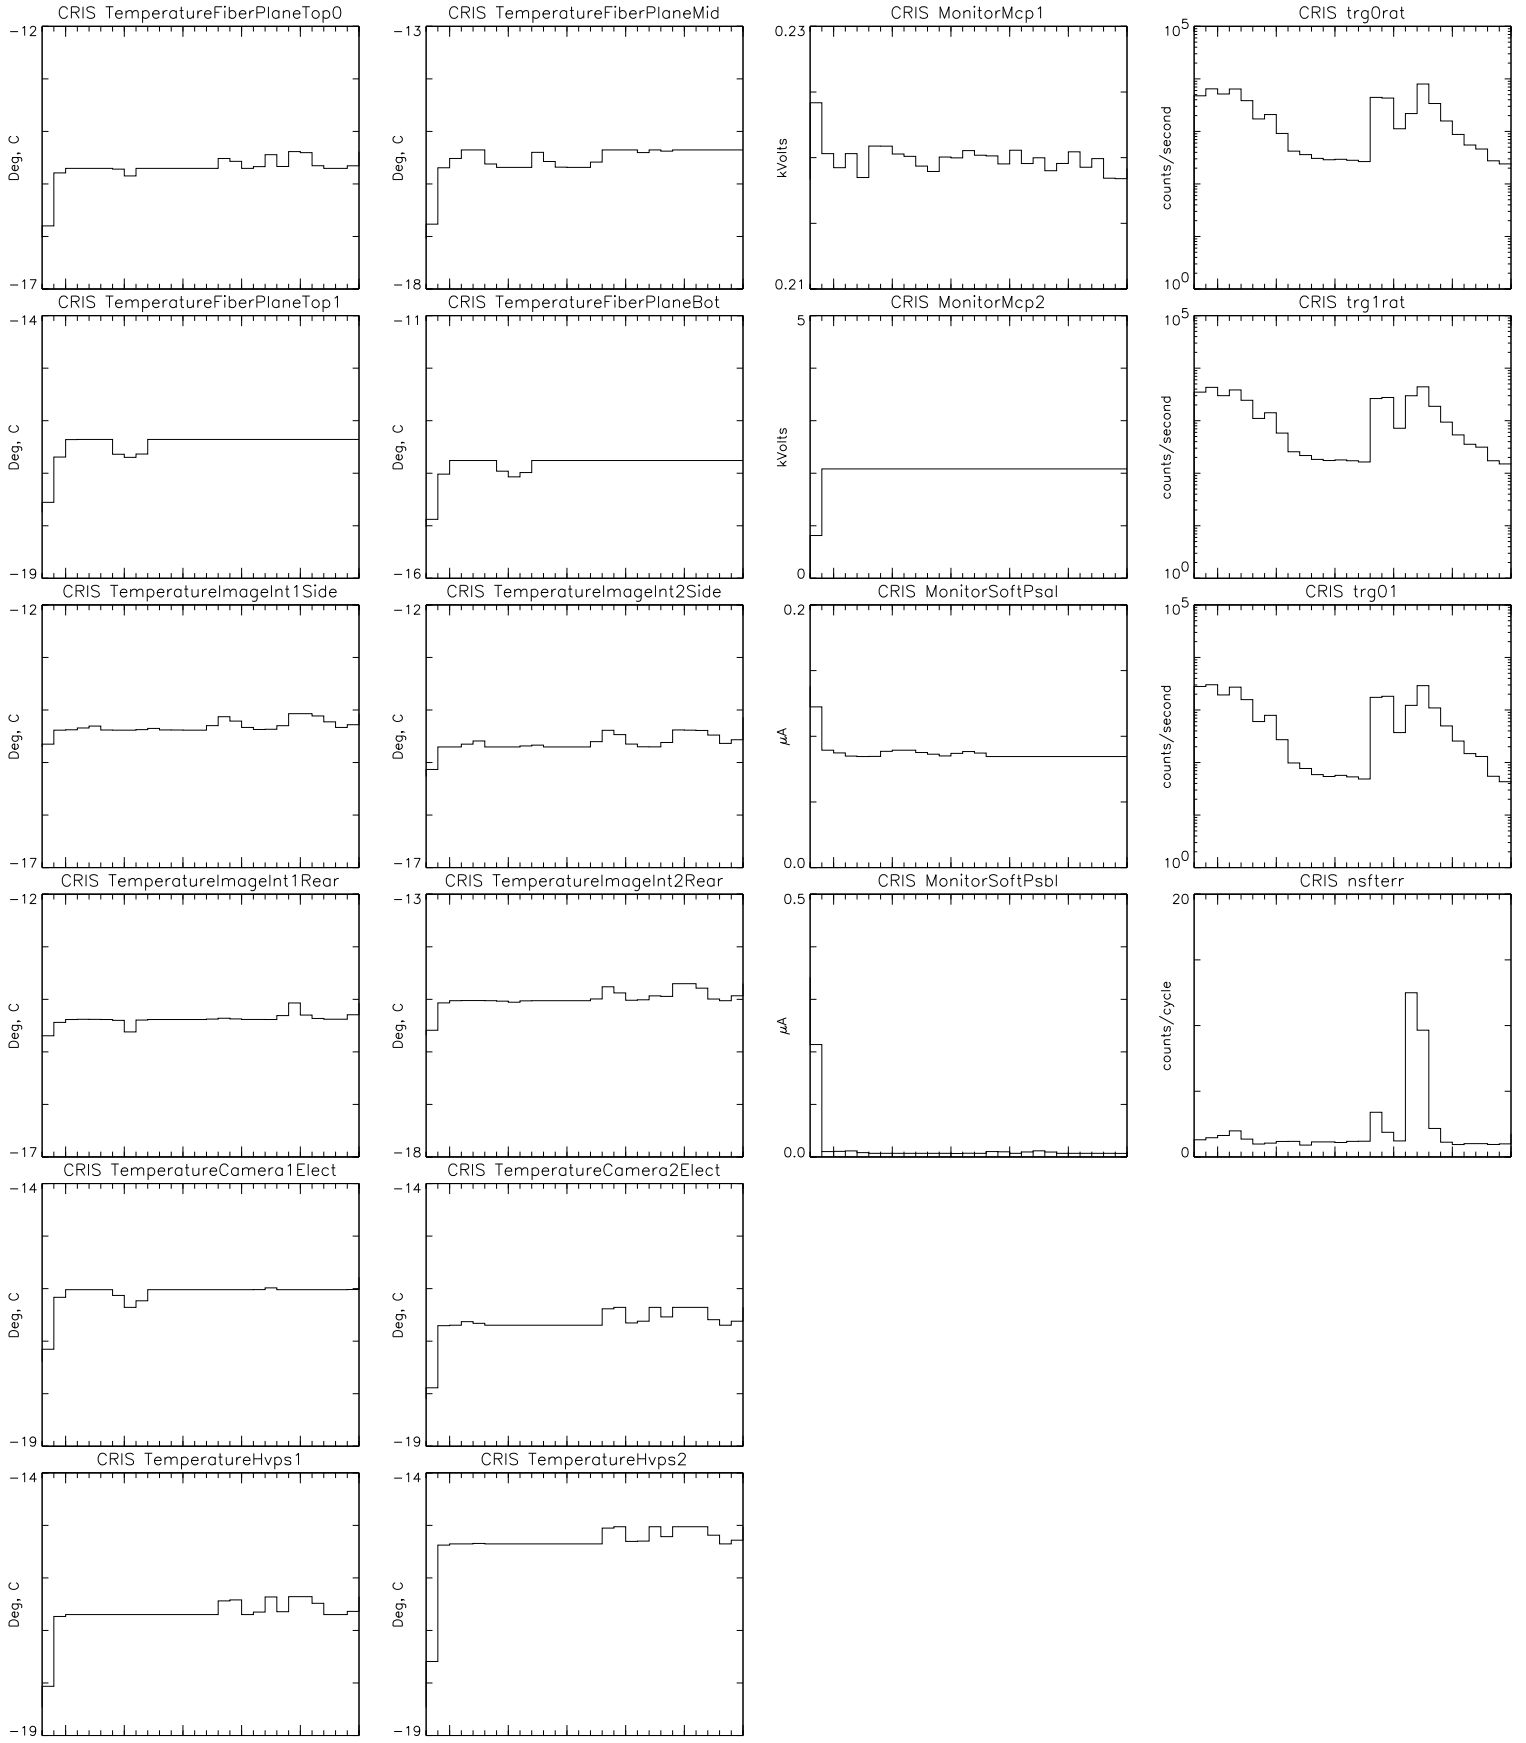 CRIS TemperatureFiberPlaneTop0
-12
Deg, C
-17
CRIS TemperatureFiberPlaneMid
-13
Deg, C
-18
CRIS MonitorMcp1
0.23
kVolts
0.21
CRIS trg0rat
10^5
counts/second
10^0
CRIS TemperatureFiberPlaneTop1
-14
Deg, C
-19
CRIS TemperatureFiberPlaneBot
-11
Deg, C
-16
CRIS MonitorMcp2
5
kVolts
0
CRIS trg1rat
10^5
counts/second
10^0
CRIS TemperatureImageInt1Side
-12
Deg, C
-17
CRIS TemperatureImageInt2Side
-12
Deg, C
-17
CRIS MonitorSoftPsaI
0.2
μA
0.0
CRIS trg01
10^5
counts/second
10^0
CRIS TemperatureImageInt1Rear
-12
Deg, C
-17
CRIS TemperatureImageInt2Rear
-13
Deg, C
-18
CRIS MonitorSoftPsbI
0.5
μA
0.0
CRIS nsfterr
20
counts/cycle
0
CRIS TemperatureCamera1Elect
-14
Deg, C
-19
CRIS TemperatureCamera2Elect
-14
Deg, C
-19
CRIS TemperatureHvps1
-14
Deg, C
-19
CRIS TemperatureHvps2
-14
Deg, C
-19